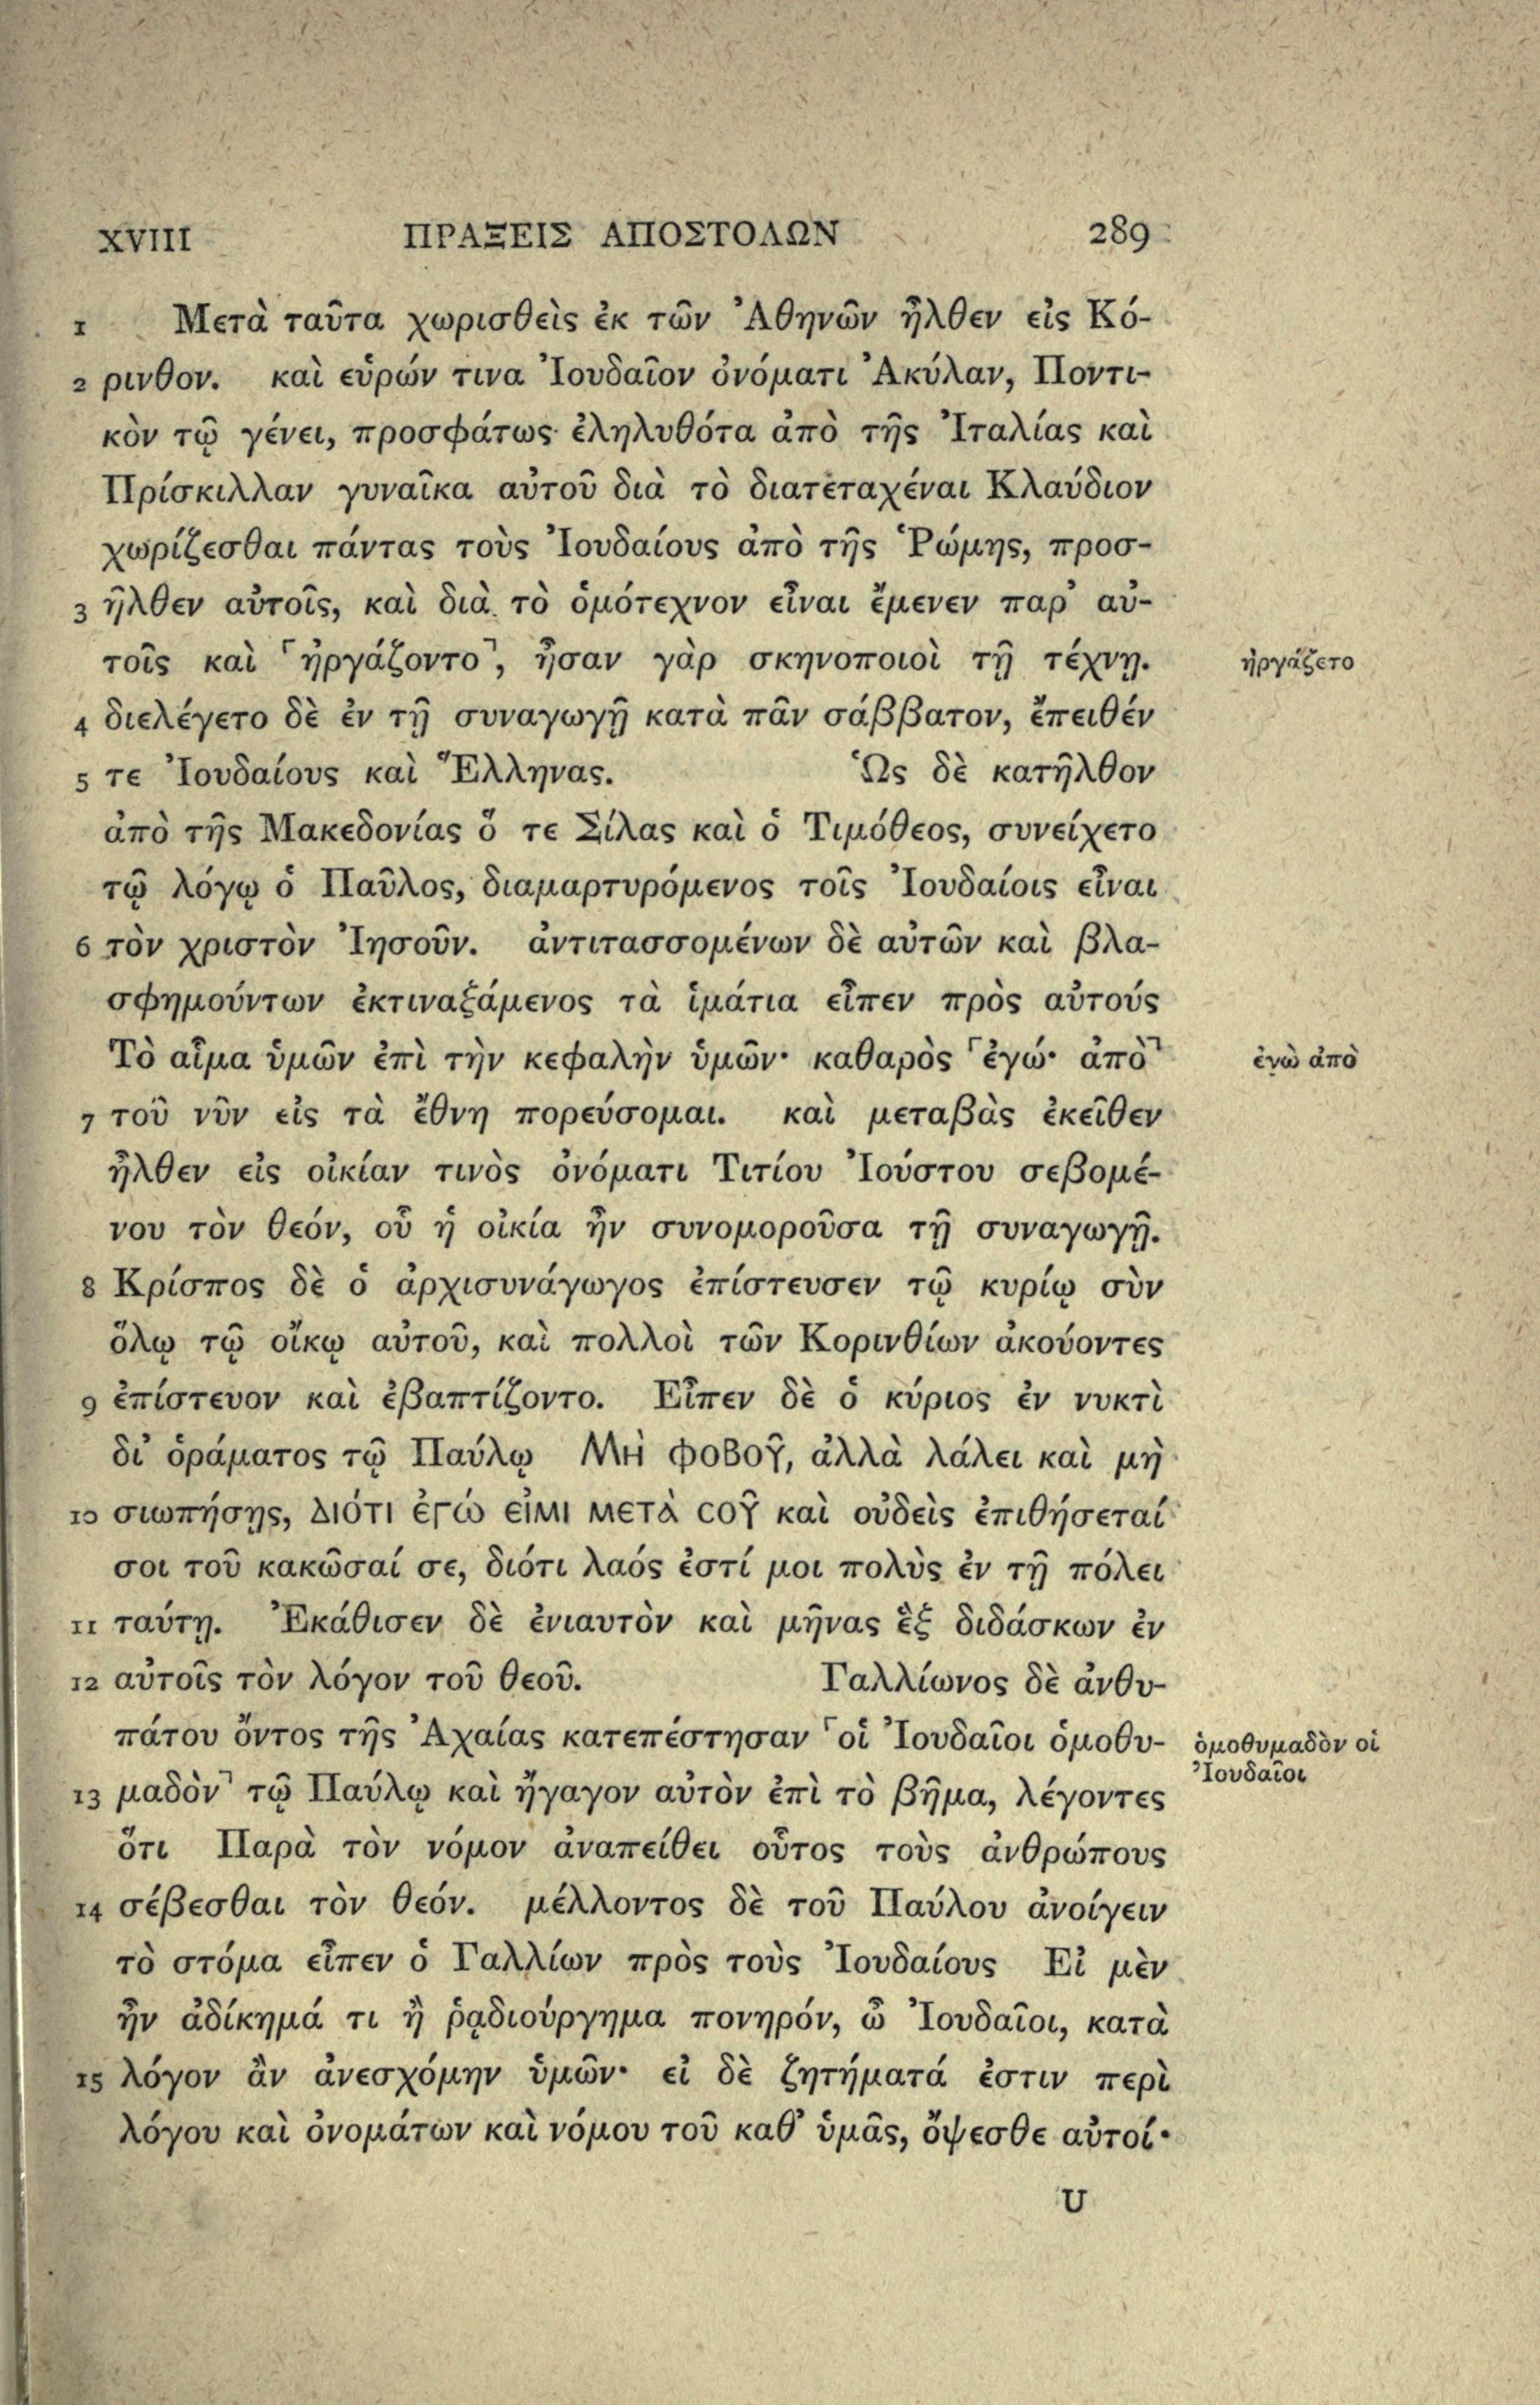 XVIII ΠΡΑΞΕΙΣ ΑΠΟΣΤΟΛΩΝ 289
1 Μετὰ ταῦτα χωρισθεὶς ἐκ τῶν Ἀθηνῶν ἦλθεν εἰς Κό-
2 ρινθον. καὶ εὑρών τινα Ἰουδαῖον ὀνόματι Ἀκύλαν, Ποντι-
κὸν τῷ γένει, προσφάτως ἐληλυθότα ἀπὸ τῆς Ἰταλίας καὶ
Πρίσκιλλαν γυναῖκα αὐτοῦ διὰ τὸ διατεταχέναι Κλαύδιον
χωρίζεσθαι πάντας τοὺς Ἰουδαίους ἀπὸ τῆς Ῥώμης, προσ-
3 ῆλθεν αὐτοῖς, καὶ διὰ τὸ ὁμότεχνον εἶναι ἔμενεν παρ’ αὐ-
τοῖς καὶ ⸢ἠργάζοντο⸣, ἦσαν γὰρ σκηνοποιοὶ τῇ τέχνῃ. ἠργάζετο
4 διελέγετο δὲ ἐν τῇ συναγωγῇ κατὰ πᾶν σάββατον, ἔπειθέν
5 τε Ἰουδαίους καὶ Ἕλληνας. Ὡς δὲ κατῆλθον
ἀπὸ τῆς Μακεδονίας ὅ τε Σίλας καὶ ὁ Τιμόθεος, συνείχετο
τῷ λόγῳ ὁ Παῦλος, διαμαρτυρόμενος τοῖς Ἰουδαίοις εἶναι
6 τὸν χριστὸν Ἰησοῦν. ἀντιτασσομένων δὲ αὐτῶν καὶ βλα-
σφημούντων ἐκτιναξάμενος τὰ ἱμάτια εἶπεν πρὸς αὐτούς
Τὸ αἷμα ὑμῶν ἐπὶ τὴν κεφαλὴν ὑμῶν· καθαρὸς ⸢ἐγώ· ἀπὸ⸣ ἐγὼ ἀπὸ
7 τοῦ νῦν εἰς τὰ ἔθνη πορεύσομαι. καὶ μεταβὰς ἐκεῖθεν
ἦλθεν εἰς οἰκίαν τινὸς ὀνόματι Τιτίου Ἰούστου σεβομέ-
νου τὸν θεόν, οὗ ἡ οἰκία ἦν συνομοροῦσα τῇ συναγωγῇ.
8 Κρίσπος δὲ ὁ ἀρχισυνάγωγος ἐπίστευσεν τῷ κυρίῳ σὺν
ὅλῳ τῷ οἴκῳ αὐτοῦ, καὶ πολλοὶ τῶν Κορινθίων ἀκούοντες
9 ἐπίστευον καὶ ἐβαπτίζοντο. Εἶπεν δὲ ὁ κύριος ἐν νυκτὶ
δι’ ὁράματος τῷ Παύλῳ Μὴ φοβοῦ, ἀλλὰ λάλει καὶ μὴ
10 σιωπήσῃς, διότι ἐγώ εἰμι μετὰ σοῦ καὶ οὐδεὶς ἐπιθήσεταί
σοι τοῦ κακῶσαί σε, διότι λαός ἐστί μοι πολὺς ἐν τῇ πόλει
11 ταύτῃ. Ἐκάθισεν δὲ ἐνιαυτὸν καὶ μῆνας ἓξ διδάσκων ἐν
12 αὐτοῖς τὸν λόγον τοῦ θεοῦ. Γαλλίωνος δὲ ἀνθυ-
πάτου ὄντος τῆς Ἀχαίας κατεπέστησαν ⸢οἱ Ἰουδαῖοι ὁμοθυ- ὁμοθυμαδὸν οἱ
Ἰουδαῖοι
13 μαδὸν⸣ τῷ Παύλῳ καὶ ἤγαγον αὐτὸν ἐπὶ τὸ βῆμα, λέγοντες
ὅτι Παρὰ τὸν νόμον ἀναπείθει οὗτος τοὺς ἀνθρώπους
14 σέβεσθαι τὸν θεόν. μέλλοντος δὲ τοῦ Παύλου ἀνοίγειν
τὸ στόμα εἶπεν ὁ Γαλλίων πρὸς τοὺς Ἰουδαίους Εἰ μὲν
ἦν ἀδίκημά τι ἢ ῥᾳδιούργημα πονηρόν, ὦ Ἰουδαῖοι, κατὰ
15 λόγον ἂν ἀνεσχόμην ὑμῶν· εἰ δὲ ζητήματά ἐστιν περὶ
λόγου καὶ ὀνομάτων καὶ νόμου τοῦ καθ’ ὑμᾶς, ὄψεσθε αὐτοί·
U